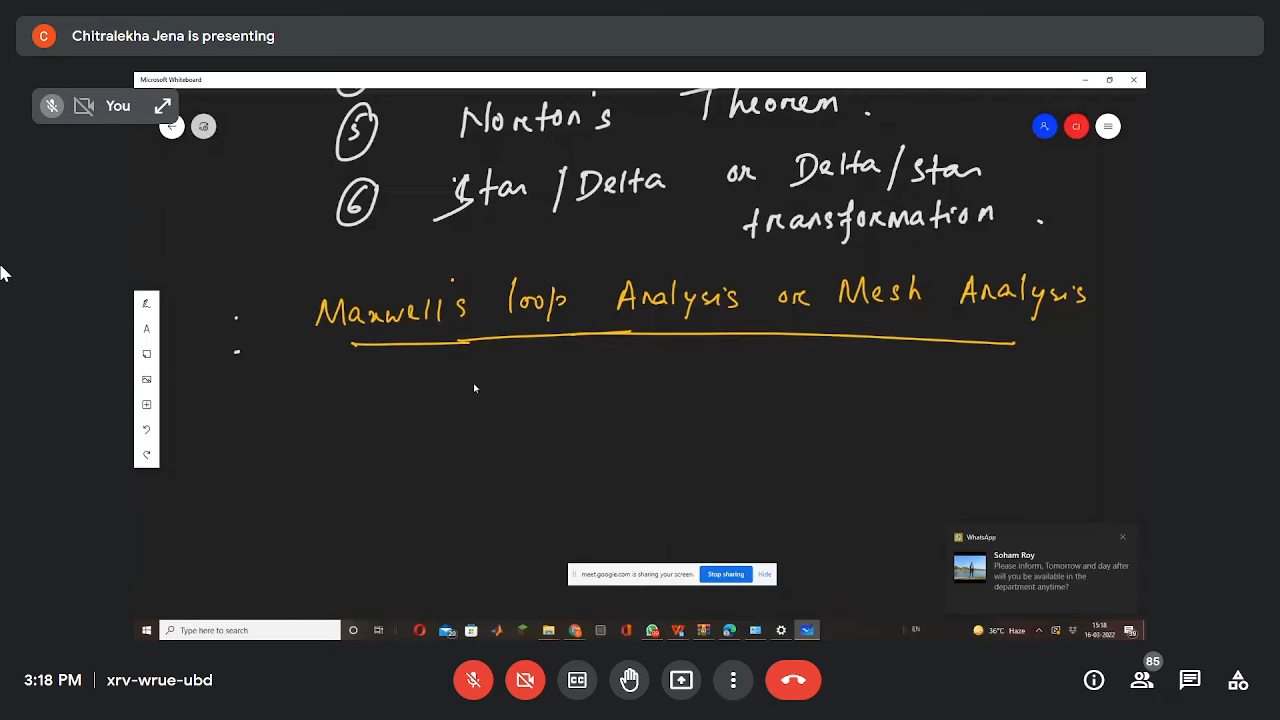 Chitralekha Jena is presenting
Microsoft Whiteboard
You
5 Norton's Theorem.
6 Star/Delta or Delta/star
transformation.
Maxwell's loop Analysis or Mesh Analysis
WhatsApp
Soham Roy
Please inform, Tomorrow and day after
will you be available in the
department anytime?
meet.google.com is sharing your screen.
Stop sharing
Hide
Type here to search
EN
36°C Haze
15:18
16-03-2022
3:18 PM | xrv-wrue-ubd
85